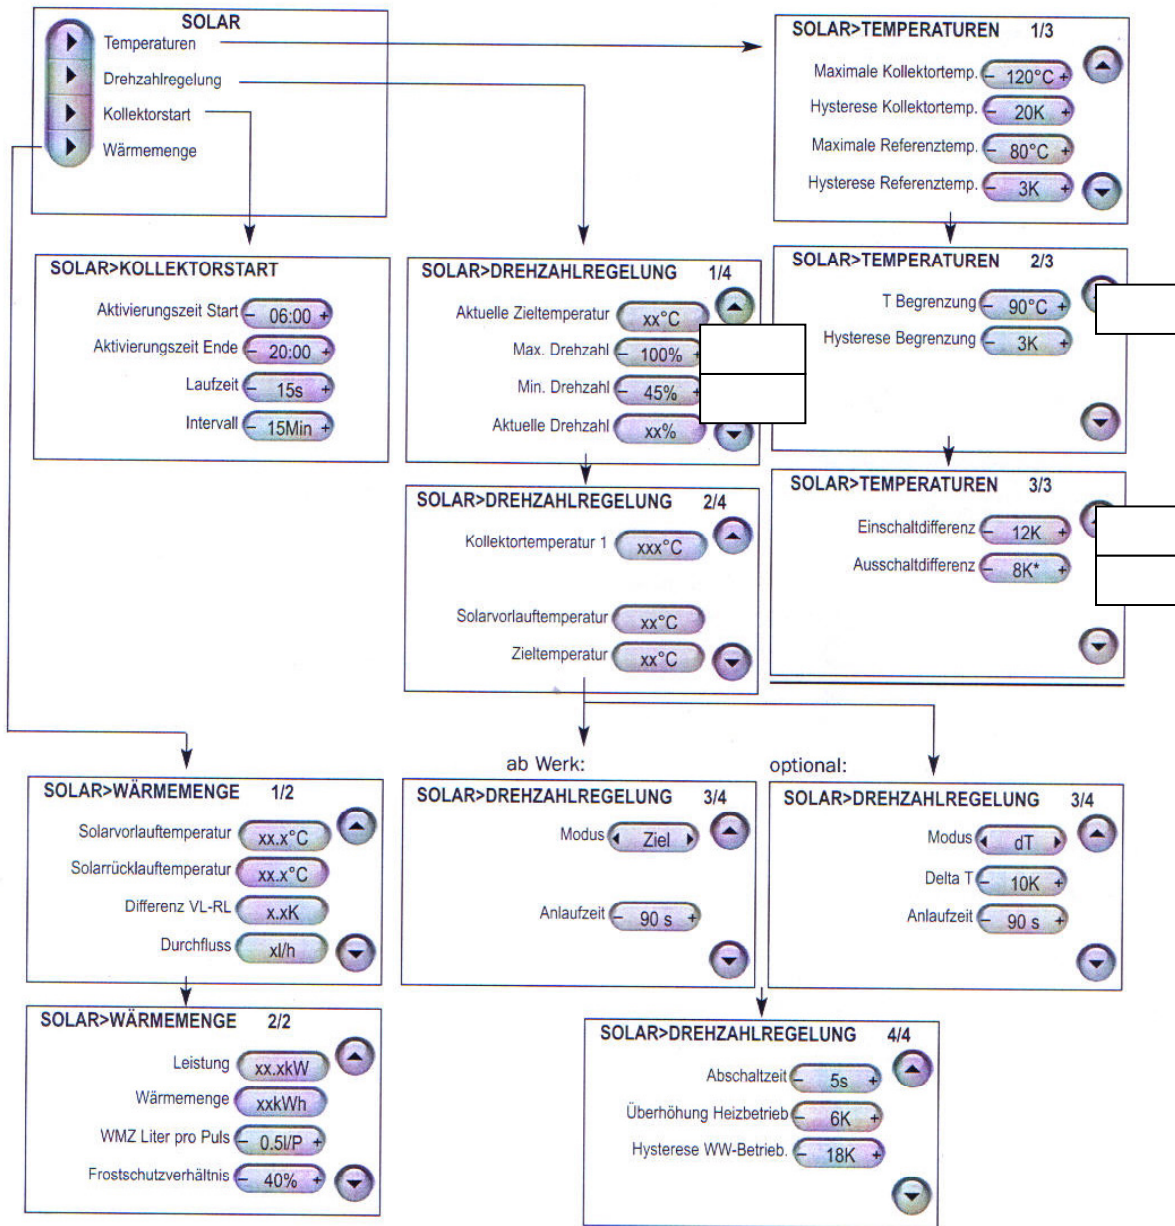 SOLAR
Temperaturen
Drehzahlregelung
Kollektorstart
Wärmemenge
SOLAR>TEMPERATUREN 1/3
Maximale Kollektortemp. - 120°C +
Hysterese Kollektortemp. - 20K +
Maximale Referenztemp. - 80°C +
Hysterese Referenztemp. - 3K +
SOLAR>KOLLEKTORSTART
Aktivierungszeit Start - 06:00 +
Aktivierungszeit Ende - 20:00 +
Laufzeit - 15s +
Intervall - 15Min +
SOLAR>DREHZAHLREGELUNG 1/4
Aktuelle Zieltemperatur xx°C
Max. Drehzahl - 100% +
Min. Drehzahl - 45% +
Aktuelle Drehzahl xx%
SOLAR>TEMPERATUREN 2/3
T Begrenzung - 90°C +
Hysterese Begrenzung - 3K +
SOLAR>DREHZAHLREGELUNG 2/4
Kollektortemperatur 1 xxx°C
Solarvorlauftemperatur xx°C
Zieltemperatur xx°C
SOLAR>TEMPERATUREN 3/3
Einschaltdifferenz - 12K +
Ausschaltdifferenz - 8K* +
SOLAR>WÄRMEMENGE 1/2
Solarvorlauftemperatur xx.x°C
Solarrücklauftemperatur xx.x°C
Differenz VL-RL x.xK
Durchfluss xl/h
ab Werk:
SOLAR>DREHZAHLREGELUNG 3/4
Modus Ziel
Anlaufzeit - 90 s +
optional:
SOLAR>DREHZAHLREGELUNG 3/4
Modus dT
Delta T - 10K +
Anlaufzeit - 90 s +
SOLAR>WÄRMEMENGE 2/2
Leistung xx.xkW
Wärmemenge xxkWh
WMZ Liter pro Puls - 0.5l/P +
Frostschutzverhältnis - 40% +
SOLAR>DREHZAHLREGELUNG 4/4
Abschaltzeit - 5s +
Überhöhung Heizbetrieb - 6K +
Hysterese WW-Betrieb. - 18K +